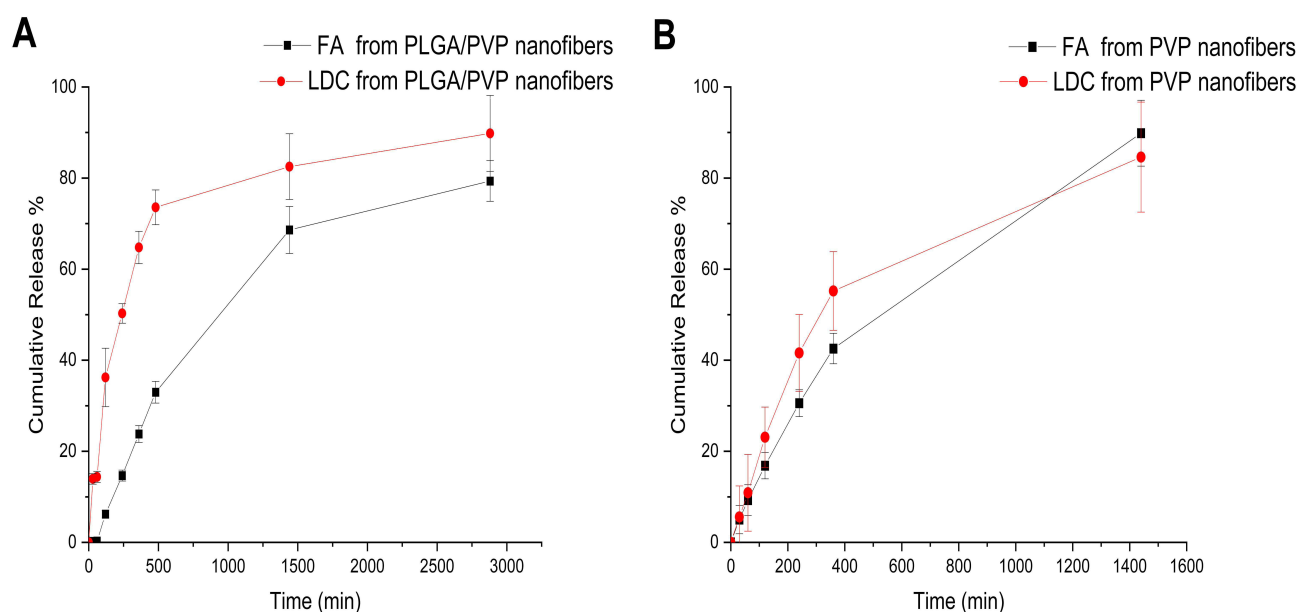 A
FA from PLGA/PVP nanofibers
LDC from PLGA/PVP nanofibers
100
80
60
40
20
0
Cumulative Release %
0 500 1000 1500 2000 2500 3000
Time (min)
B
FA from PVP nanofibers
LDC from PVP nanofibers
100
80
60
40
20
0
Cumulative Release %
0 200 400 600 800 1000 1200 1400 1600
Time (min)